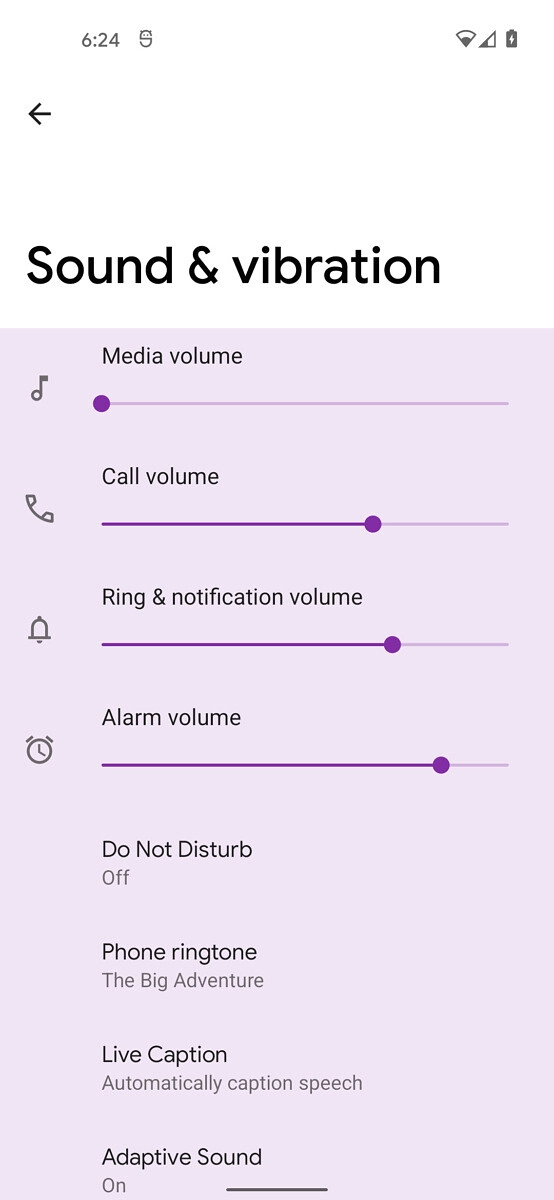 6:24
Sound & vibration
Media volume
Call volume
Ring & notification volume
Alarm volume
Do Not Disturb
Off
Phone ringtone
The Big Adventure
Live Caption
Automatically caption speech
Adaptive Sound
On